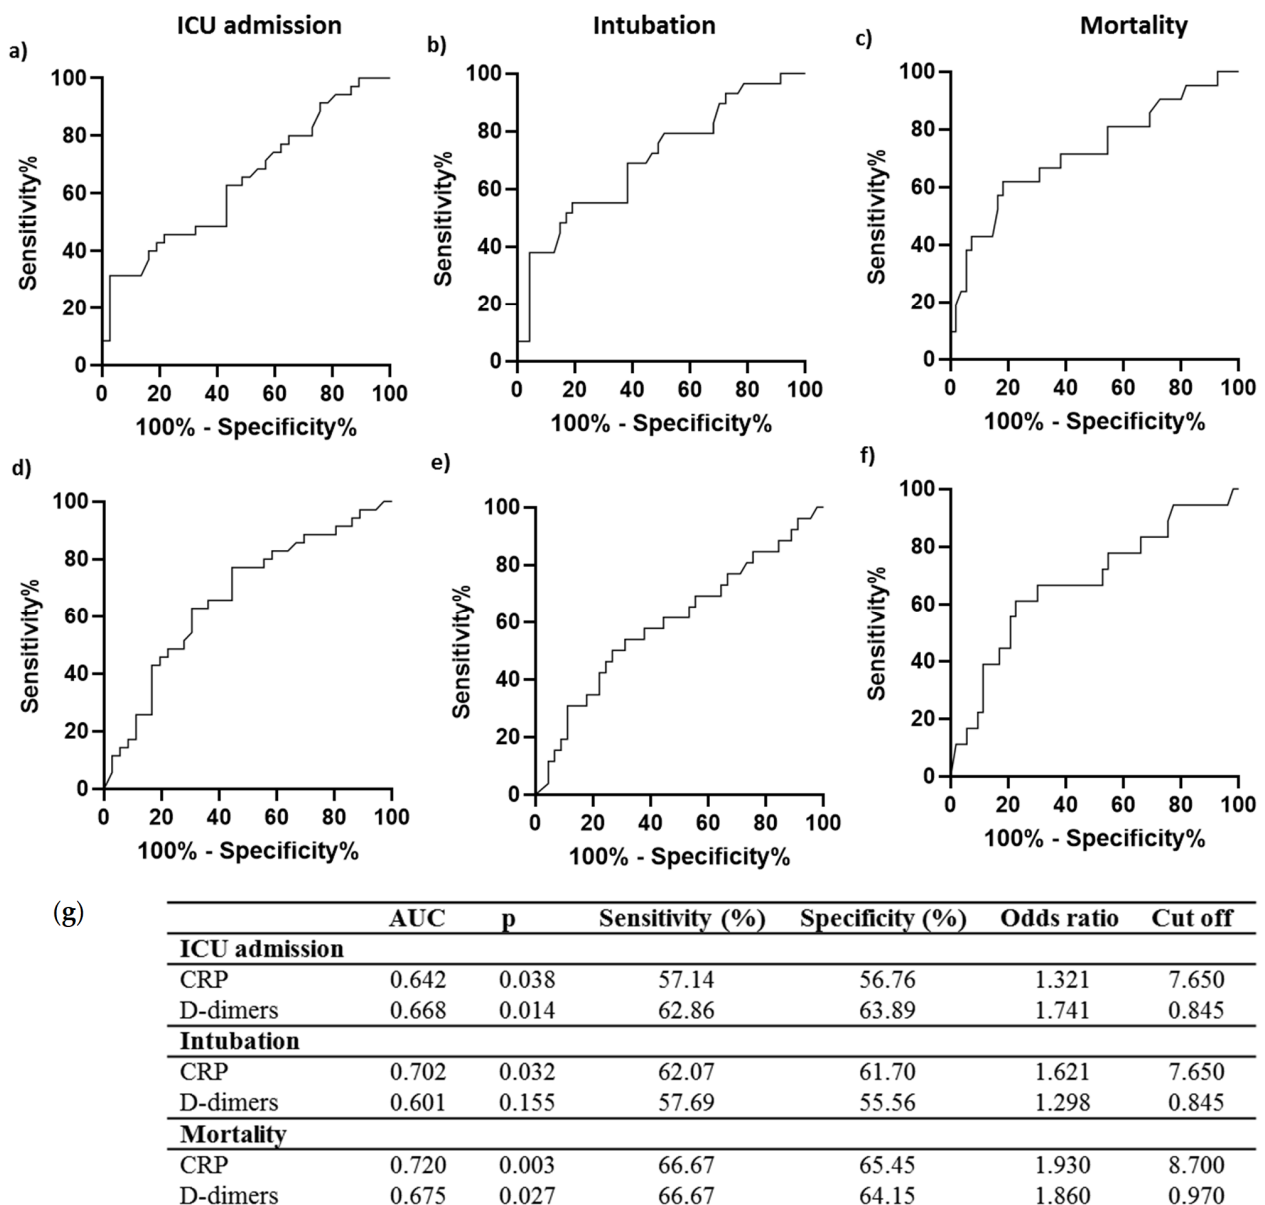 ICU admission
Intubation
Mortality
a)
100
80
60
40
20
0
Sensitivity%
0 20 40 60 80 100
100% - Specificity%
b)
100
80
60
40
20
0
Sensitivity%
0 20 40 60 80 100
100% - Specificity%
c)
100
80
60
40
20
0
Sensitivity%
0 20 40 60 80 100
100% - Specificity%
d)
100
80
60
40
20
0
Sensitivity%
0 20 40 60 80 100
100% - Specificity%
e)
100
80
60
40
20
0
Sensitivity%
0 20 40 60 80 100
100% - Specificity%
f)
100
80
60
40
20
0
Sensitivity%
0 20 40 60 80 100
100% - Specificity%
(g)
AUC p Sensitivity (%) Specificity (%) Odds ratio Cut off
ICU admission
CRP 0.642 0.038 57.14 56.76 1.321 7.650
D-dimers 0.668 0.014 62.86 63.89 1.741 0.845
Intubation
CRP 0.702 0.032 62.07 61.70 1.621 7.650
D-dimers 0.601 0.155 57.69 55.56 1.298 0.845
Mortality
CRP 0.720 0.003 66.67 65.45 1.930 8.700
D-dimers 0.675 0.027 66.67 64.15 1.860 0.970